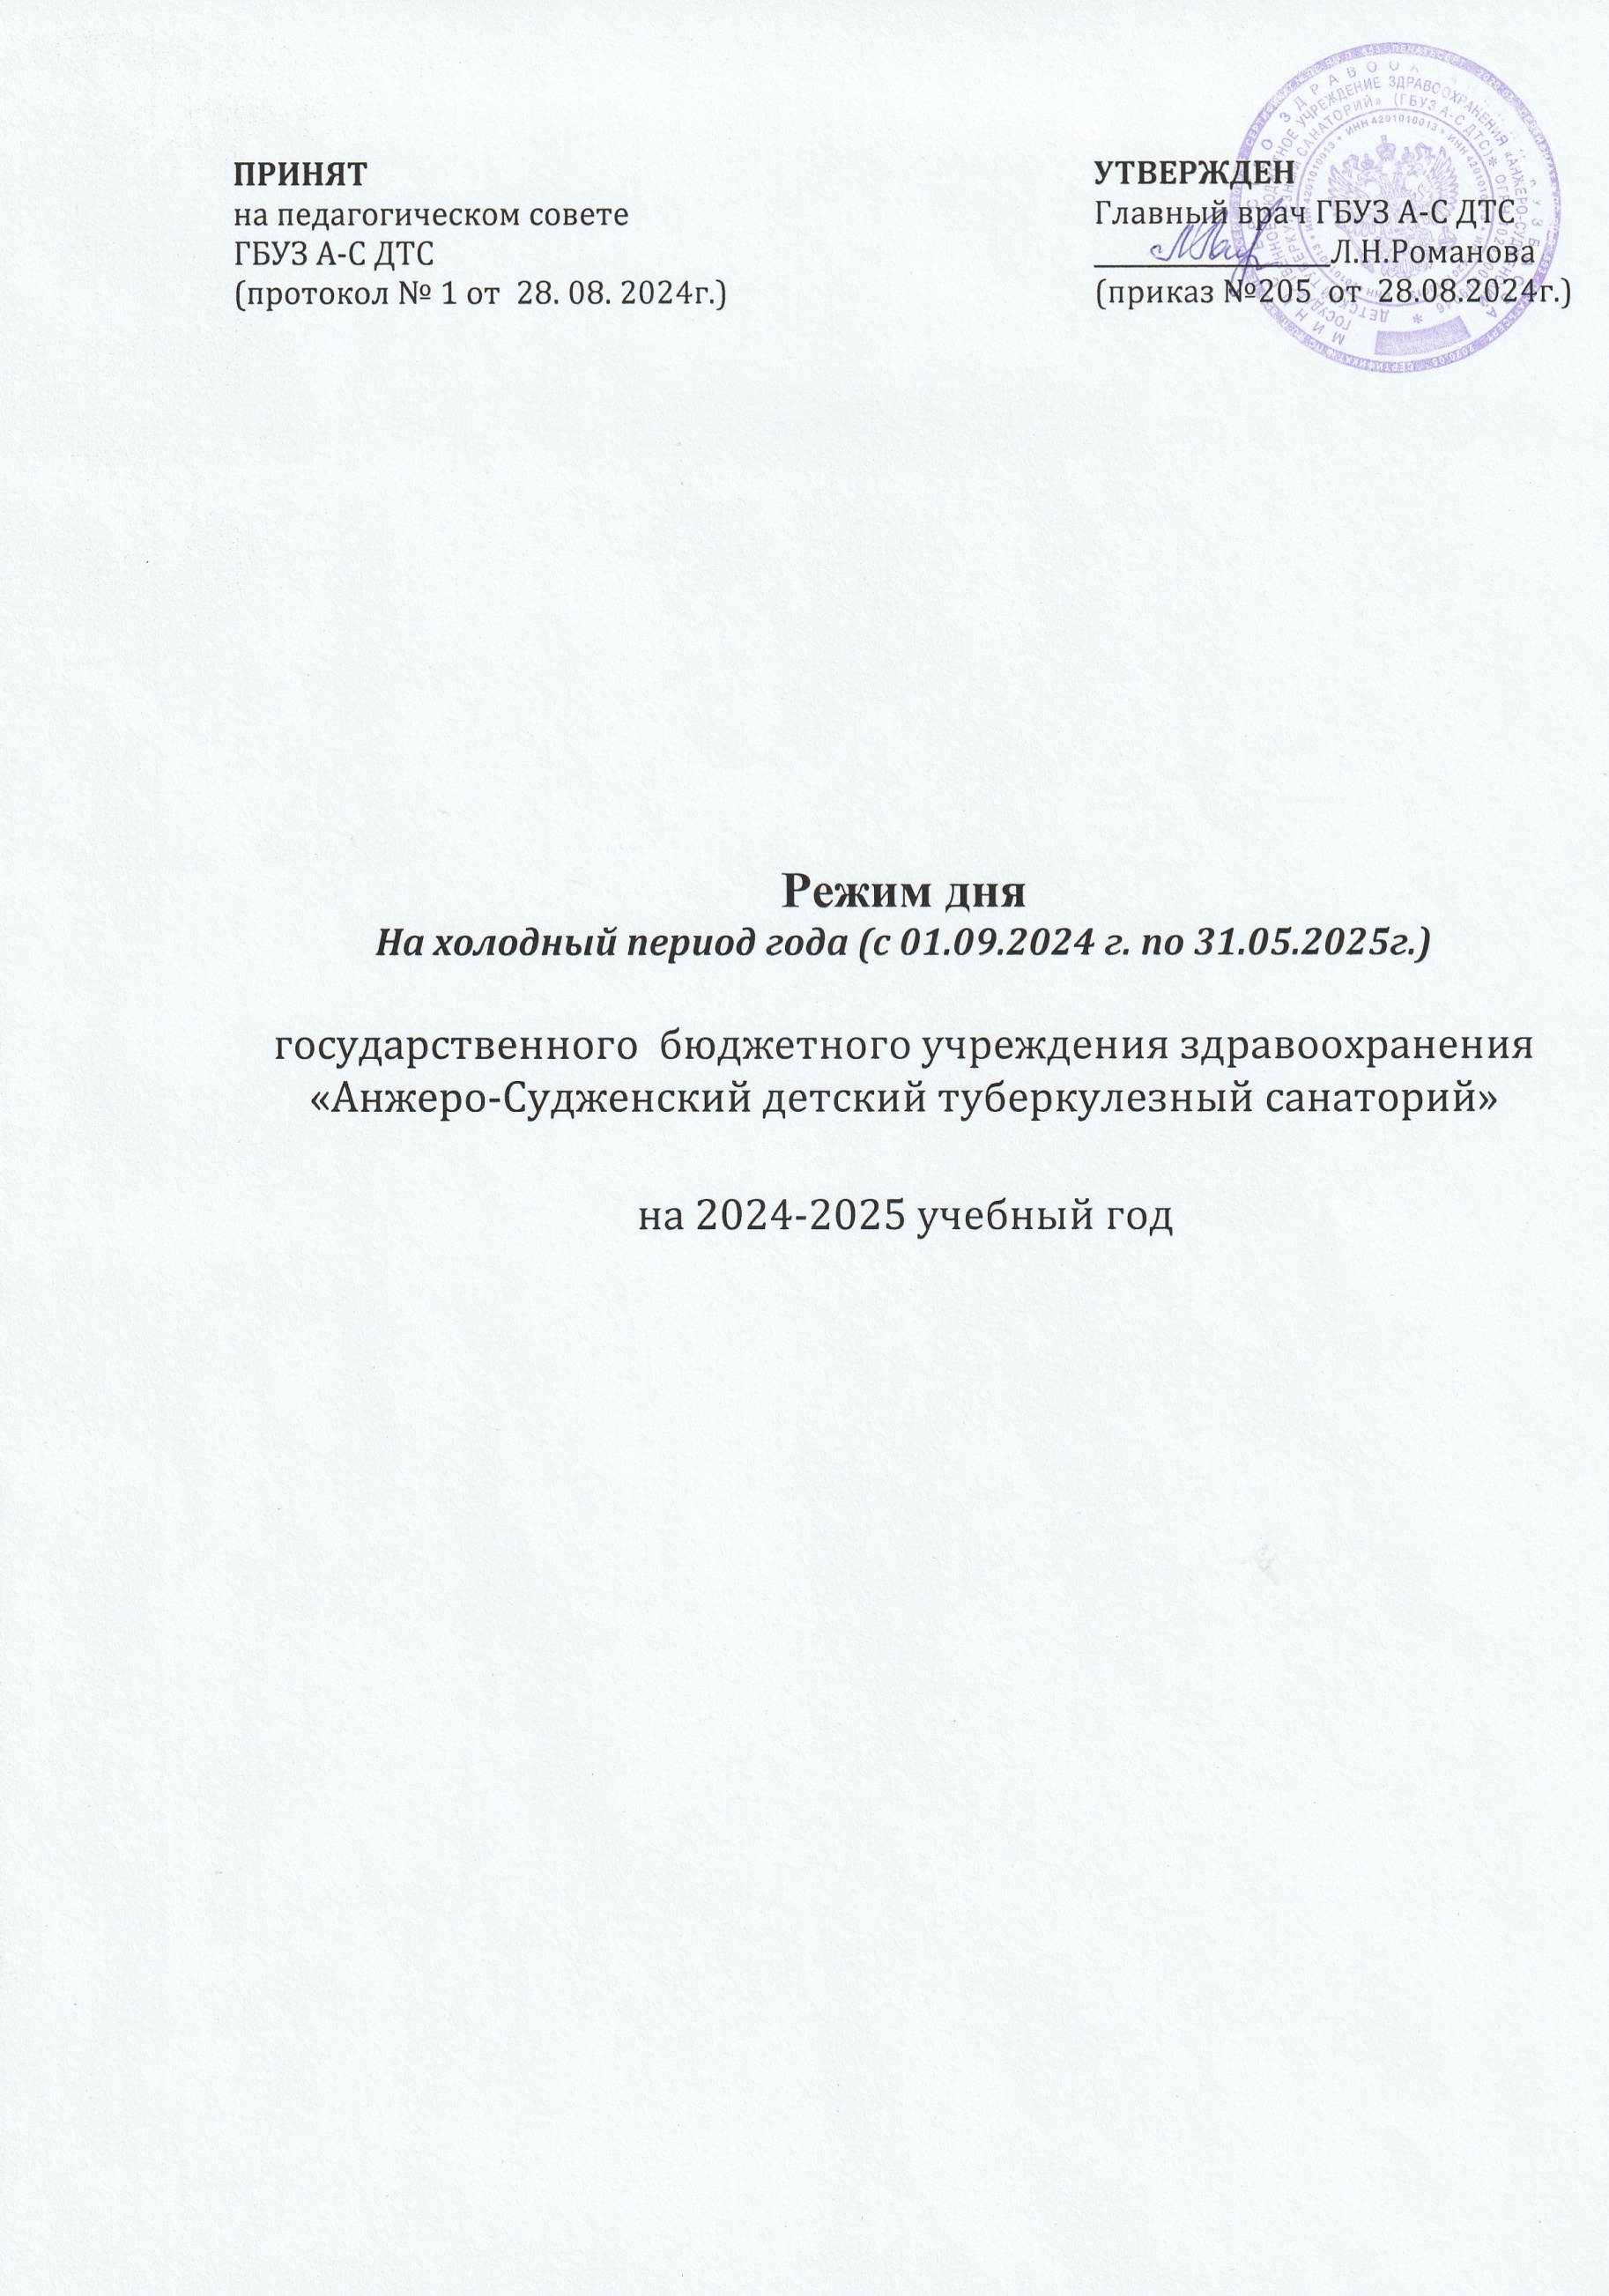 ПРИНЯТ
на педагогическом совете
ГБУЗ А-С ДТС
(протокол № 1 от 28. 08. 2024г.)
УТВЕРЖДЕН
Главный врач ГБУЗ А-С ДТС
______________Л.Н.Романова
(приказ №205 от 28.08.2024г.)
Режим дня
На холодный период года (с 01.09.2024 г. по 31.05.2025г.)
государственного бюджетного учреждения здравоохранения
«Анжеро-Судженский детский туберкулезный санаторий»
на 2024-2025 учебный год